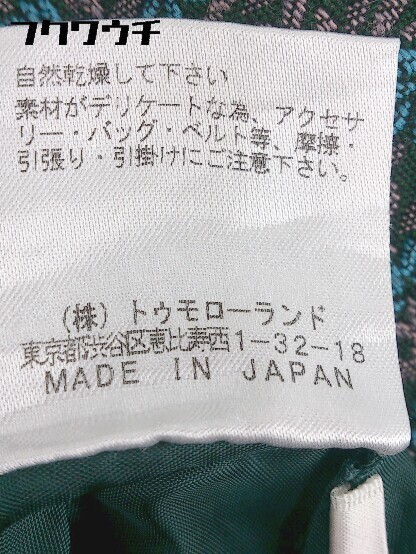 フクウクチ
自然乾燥して下さい
素材がデリケートな為、アクセサ
リー・バッグ・ベルト等、摩擦・
引張り・引掛けにご注意下さい。
(株) トゥモローランド
東京都渋谷区恵比寿西1-32-18
MADE IN JAPAN